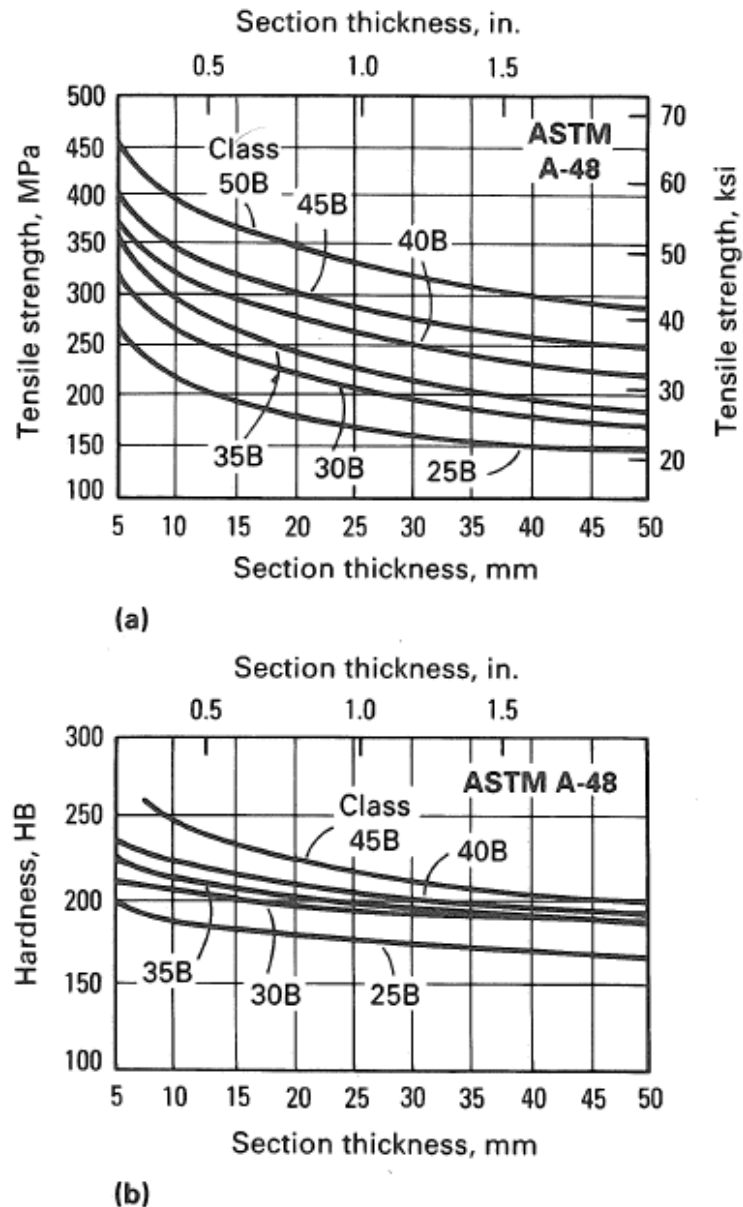 Section thickness, in.
0.5 1.0 1.5
500 70
ASTM
A-48
450 Class
50B 60
400 45B
40B
350 50
300
40
250
200 30
35B
30B
25B
150 20
100
Tensile strength, MPa
Tensile strength, ksi
5 10 15 20 25 30 35 40 45 50
Section thickness, mm
(a)
Section thickness, in.
0.5 1.0 1.5
300
ASTM A-48
Class
45B
250
40B
200
35B
30B
25B
150
100
Hardness, HB
5 10 15 20 25 30 35 40 45 50
Section thickness, mm
(b)